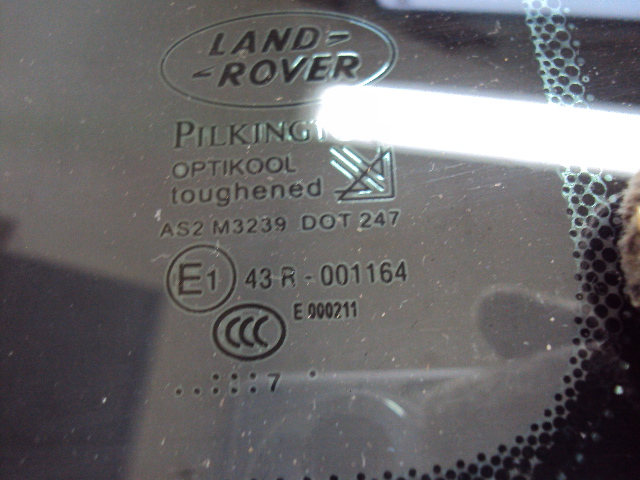 LAND
ROVER
PILKINGT
OPTIKOOL
toughened
AS2 M3239 DOT 247
E1 43 R - 001164
CCC E 000211
..:::: 7 .